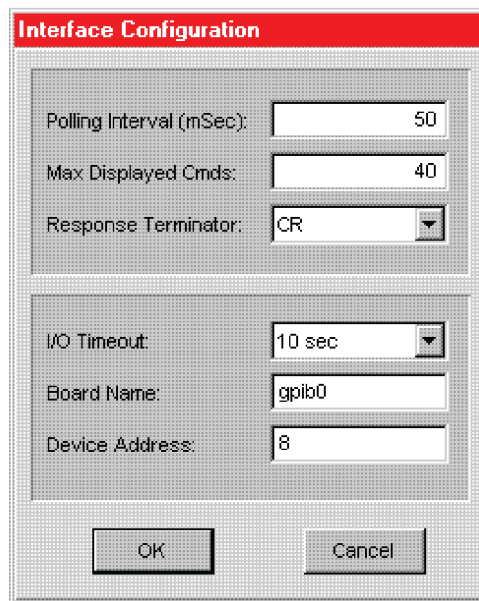 Interface Configuration
Polling Interval (mSec): 50
Max Displayed Cmds: 40
Response Terminator: CR
I/O Timeout: 10 sec
Board Name: gpib0
Device Address: 8
OK Cancel